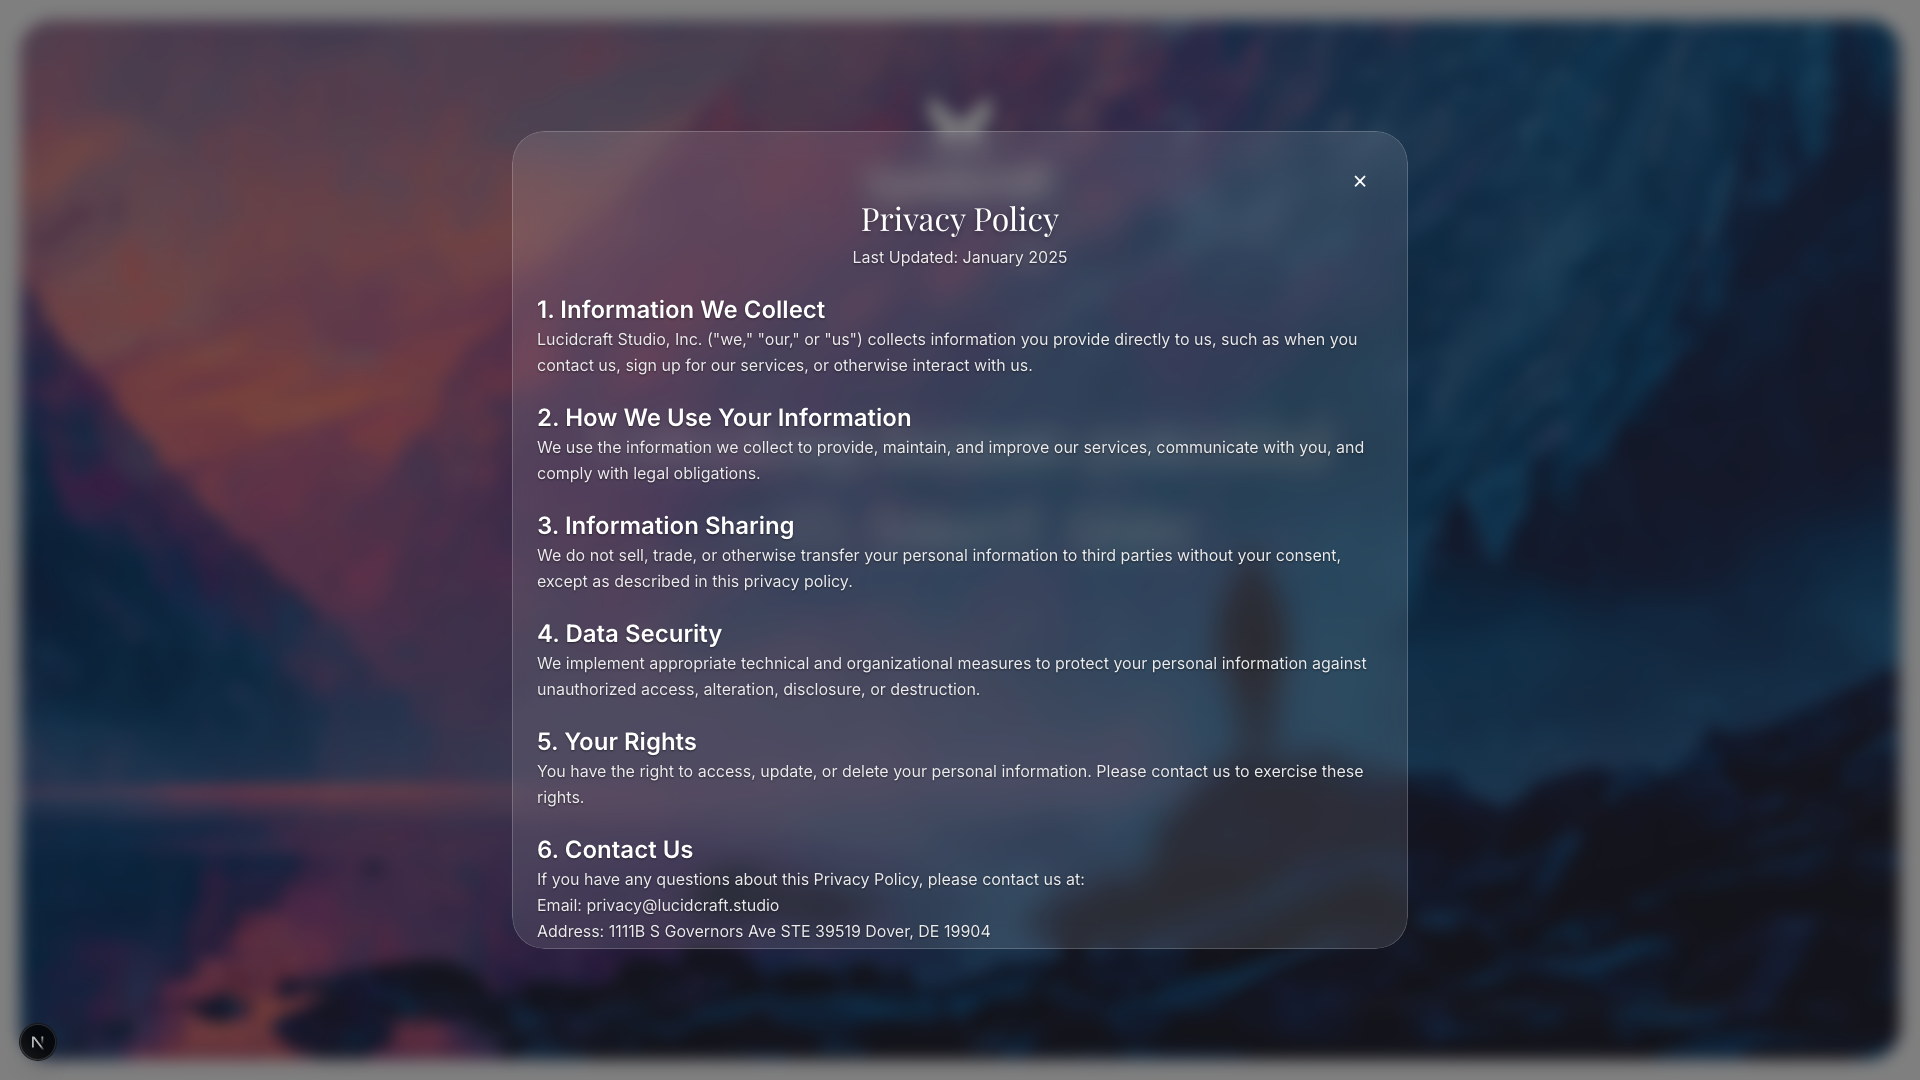 ×
Privacy Policy
Last Updated: January 2025
1. Information We Collect
Lucidcraft Studio, Inc. ("we," "our," or "us") collects information you provide directly to us, such as when you
contact us, sign up for our services, or otherwise interact with us.
2. How We Use Your Information
We use the information we collect to provide, maintain, and improve our services, communicate with you, and
comply with legal obligations.
3. Information Sharing
We do not sell, trade, or otherwise transfer your personal information to third parties without your consent,
except as described in this privacy policy.
4. Data Security
We implement appropriate technical and organizational measures to protect your personal information against
unauthorized access, alteration, disclosure, or destruction.
5. Your Rights
You have the right to access, update, or delete your personal information. Please contact us to exercise these
rights.
6. Contact Us
If you have any questions about this Privacy Policy, please contact us at:
Email: privacy@lucidcraft.studio
Address: 1111B S Governors Ave STE 39519 Dover, DE 19904
N